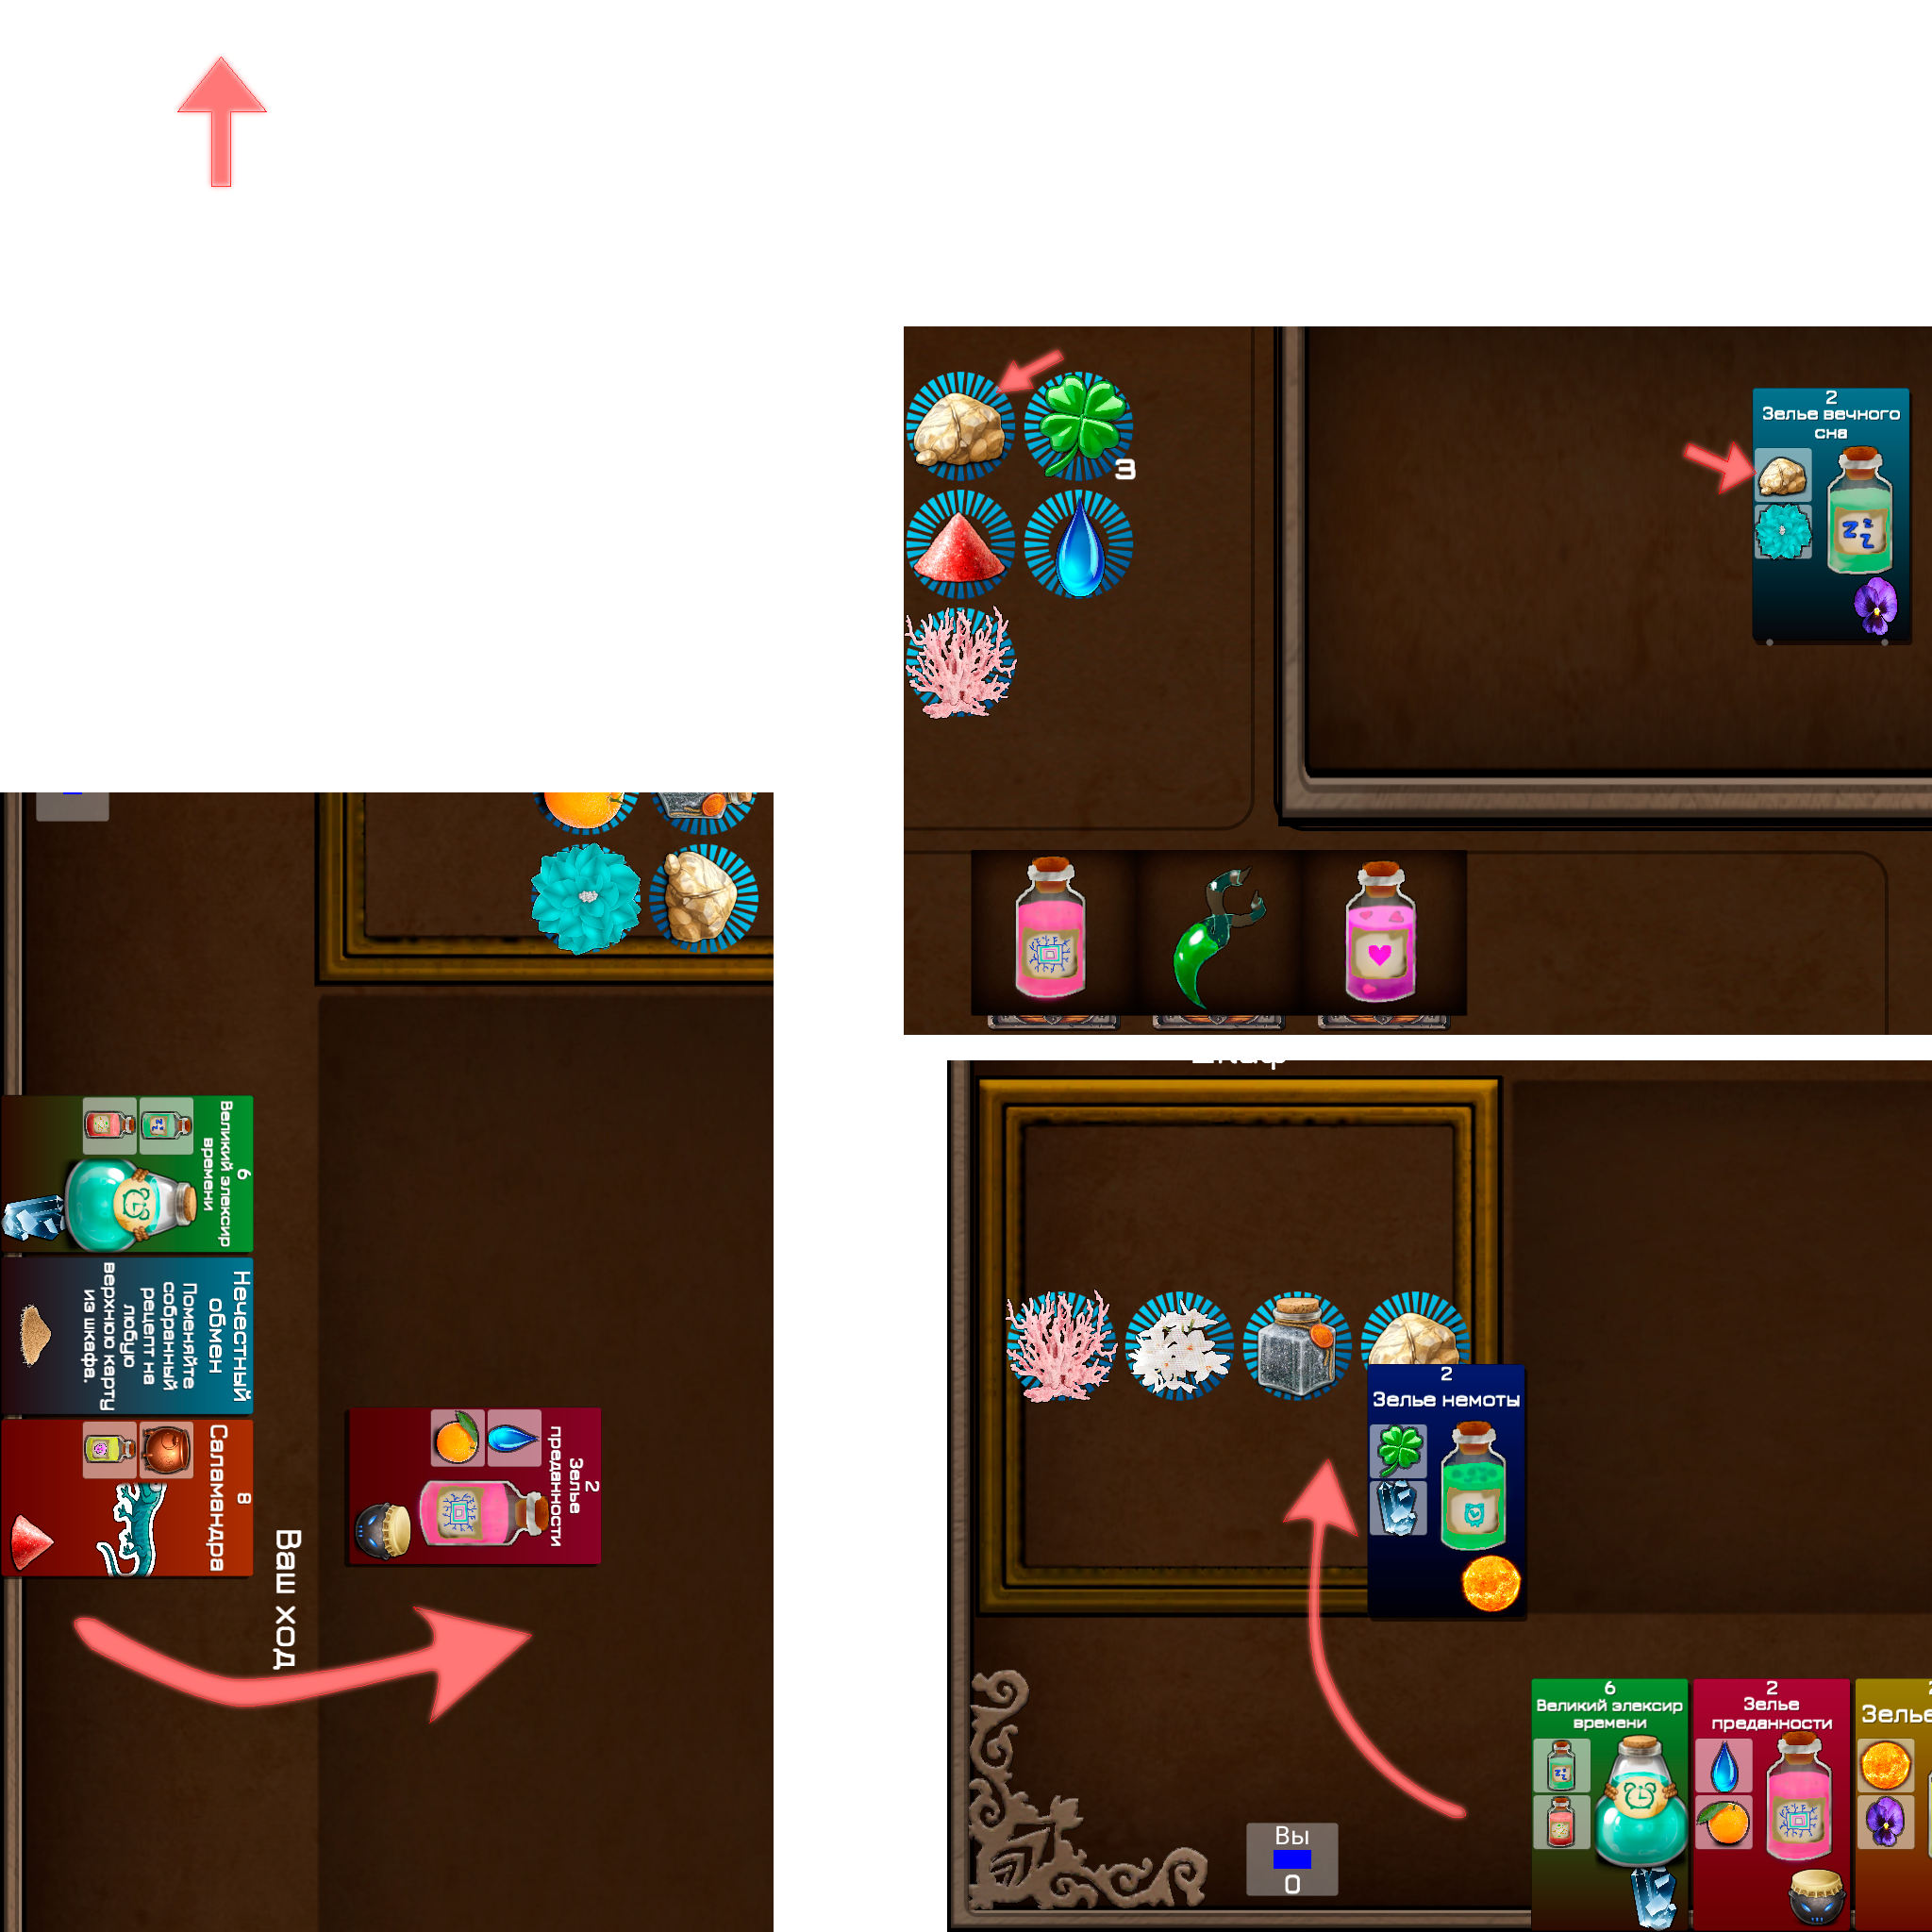 2
Зелье вечного
сна
3
6
Великий элексир
времени
Нечестный
обмен
Поменяйте
собранный
рецепт на
любую
верхнюю карту
из шкафа.
8
Саламандра
Ваш ход
2
Зелье
преданности
2
Зелье немоты
6
Великий элексир
времени
2
Зелье
преданности
Зелье
Вы
0